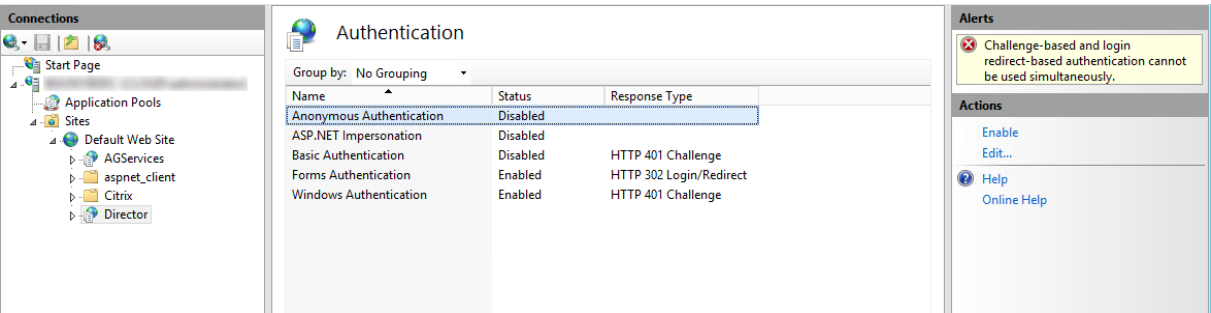 Connections
Start Page
Application Pools
Sites
Default Web Site
AGServices
aspnet_client
Citrix
Director
Authentication
Group by: No Grouping
Name Status Response Type
Anonymous Authentication Disabled
ASP.NET Impersonation Disabled
Basic Authentication Disabled HTTP 401 Challenge
Forms Authentication Enabled HTTP 302 Login/Redirect
Windows Authentication Enabled HTTP 401 Challenge
Alerts
Challenge-based and login
redirect-based authentication cannot
be used simultaneously.
Actions
Enable
Edit...
Help
Online Help